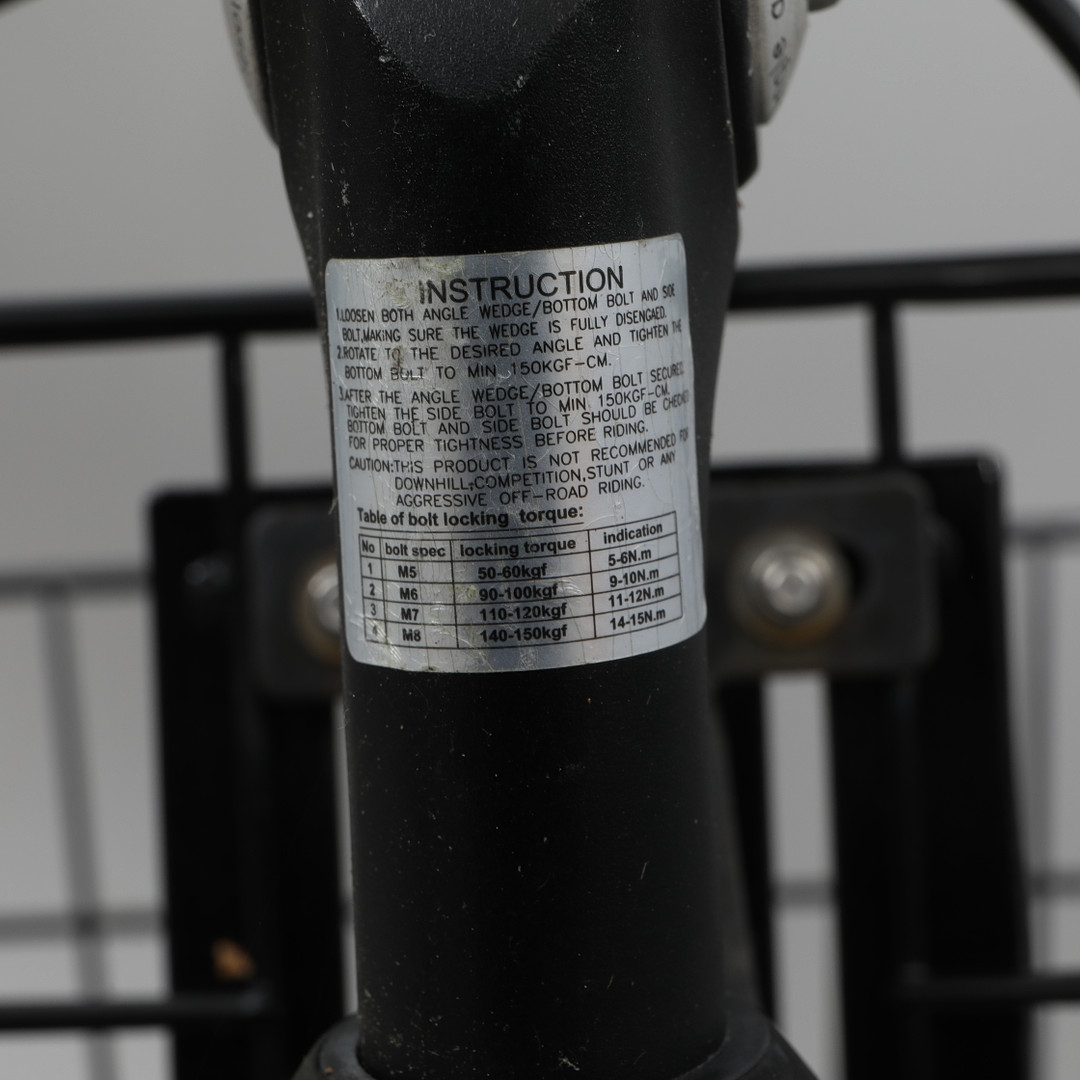 INSTRUCTION
1.LOOSEN BOTH ANGLE WEDGE/BOTTOM BOLT AND SIDE
BOLT,MAKING SURE THE WEDGE IS FULLY DISENGAED.
2.ROTATE TO THE DESIRED ANGLE AND TIGHTEN THE
BOTTOM BOLT TO MIN 150KGF-CM.
3.AFTER THE ANGLE WEDGE/BOTTOM BOLT SECURED,
TIGHTEN THE SIDE BOLT TO MIN 150KGF-CM.
BOTTOM BOLT AND SIDE BOLT SHOULD BE CHECKED
FOR PROPER TIGHTNESS BEFORE RIDING.
CAUTION:THIS PRODUCT IS NOT RECOMMENDED FOR
DOWNHILL,COMPETITION,STUNT OR ANY
AGGRESSIVE OFF-ROAD RIDING.
Table of bolt locking torque:
No bolt spec locking torque indication
1 M5 50-60kgf 5-6N.m
2 M6 90-100kgf 9-10N.m
3 M7 110-120kgf 11-12N.m
4 M8 140-150kgf 14-15N.m